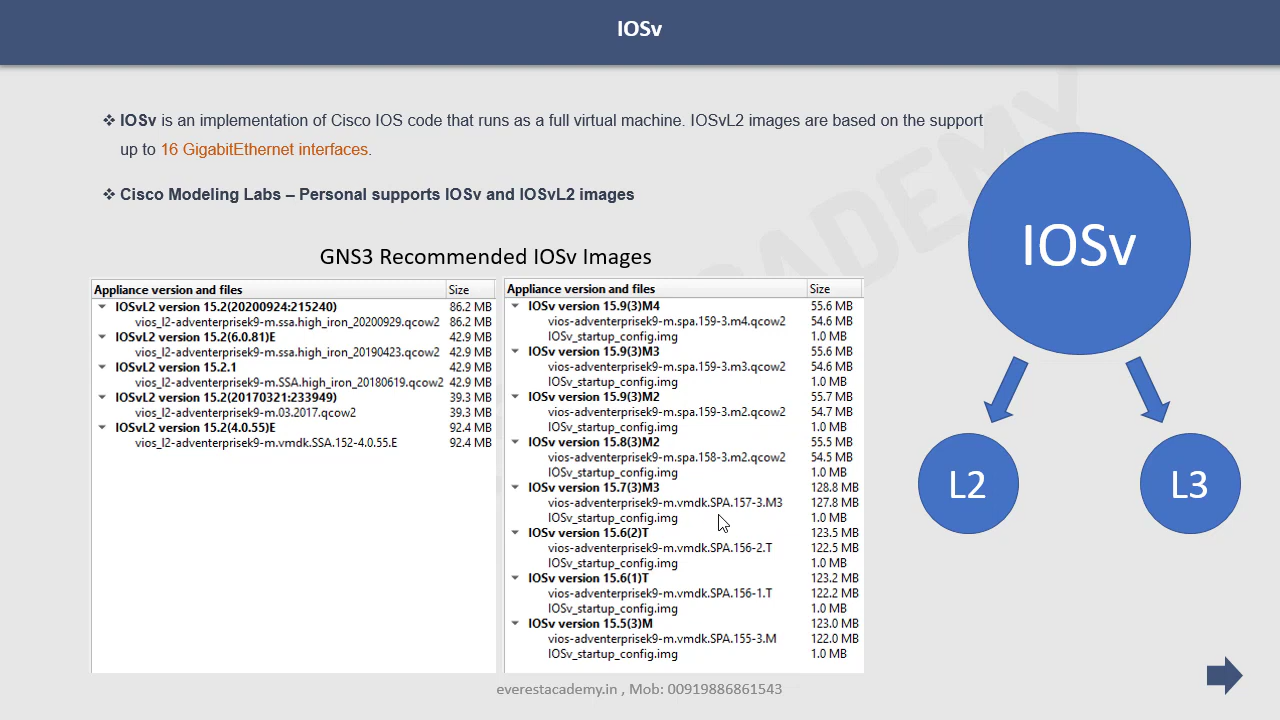 IOSv
❖ IOSv is an implementation of Cisco IOS code that runs as a full virtual machine. IOSvL2 images are based on the support
up to 16 GigabitEthernet interfaces.
❖ Cisco Modeling Labs – Personal supports IOSv and IOSvL2 images
GNS3 Recommended IOSv Images
Appliance version and files Size
IOSvL2 version 15.2(20200924:215240) 86.2 MB
vios_l2-adventerprisek9-m.ssa.high_iron_20200929.qcow2 86.2 MB
IOSvL2 version 15.2(6.0.81)E 42.9 MB
vios_l2-adventerprisek9-m.ssa.high_iron_20190423.qcow2 42.9 MB
IOSvL2 version 15.2.1 42.9 MB
vios_l2-adventerprisek9-m.SSA.high_iron_20180619.qcow2 42.9 MB
IOSvL2 version 15.2(20170321:233949) 39.3 MB
vios_l2-adventerprisek9-m.03.2017.qcow2 39.3 MB
IOSvL2 version 15.2(4.0.55)E 92.4 MB
vios_l2-adventerprisek9-m.vmdk.SSA.152-4.0.55.E 92.4 MB
Appliance version and files Size
IOSv version 15.9(3)M4 55.6 MB
vios-adventerprisek9-m.spa.159-3.m4.qcow2 54.6 MB
IOSv_startup_config.img 1.0 MB
IOSv version 15.9(3)M3 55.6 MB
vios-adventerprisek9-m.spa.159-3.m3.qcow2 54.6 MB
IOSv_startup_config.img 1.0 MB
IOSv version 15.9(3)M2 55.7 MB
vios-adventerprisek9-m.spa.159-3.m2.qcow2 54.7 MB
IOSv_startup_config.img 1.0 MB
IOSv version 15.8(3)M2 55.5 MB
vios-adventerprisek9-m.spa.158-3.m2.qcow2 54.5 MB
IOSv_startup_config.img 1.0 MB
IOSv version 15.7(3)M3 128.8 MB
vios-adventerprisek9-m.vmdk.SPA.157-3.M3 127.8 MB
IOSv_startup_config.img 1.0 MB
IOSv version 15.6(2)T 123.5 MB
vios-adventerprisek9-m.vmdk.SPA.156-2.T 122.5 MB
IOSv_startup_config.img 1.0 MB
IOSv version 15.6(1)T 123.2 MB
vios-adventerprisek9-m.vmdk.SPA.156-1.T 122.2 MB
IOSv_startup_config.img 1.0 MB
IOSv version 15.5(3)M 123.0 MB
vios-adventerprisek9-m.vmdk.SPA.155-3.M 122.0 MB
IOSv_startup_config.img 1.0 MB
IOSv
L2
L3
everestacademy.in , Mob: 00919886861543